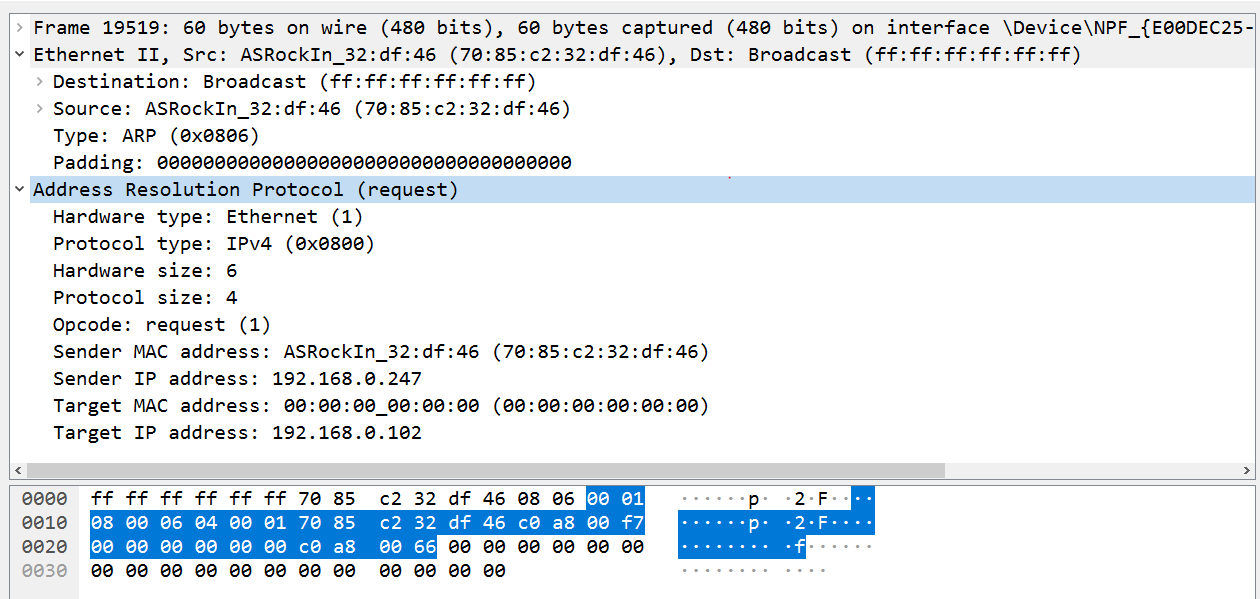 Frame 19519: 60 bytes on wire (480 bits), 60 bytes captured (480 bits) on interface \Device\NPF_{E00DEC25-
Ethernet II, Src: ASRockIn_32:df:46 (70:85:c2:32:df:46), Dst: Broadcast (ff:ff:ff:ff:ff:ff)
Destination: Broadcast (ff:ff:ff:ff:ff:ff)
Source: ASRockIn_32:df:46 (70:85:c2:32:df:46)
Type: ARP (0x0806)
Padding: 000000000000000000000000000000000000
Address Resolution Protocol (request)
Hardware type: Ethernet (1)
Protocol type: IPv4 (0x0800)
Hardware size: 6
Protocol size: 4
Opcode: request (1)
Sender MAC address: ASRockIn_32:df:46 (70:85:c2:32:df:46)
Sender IP address: 192.168.0.247
Target MAC address: 00:00:00_00:00:00 (00:00:00:00:00:00)
Target IP address: 192.168.0.102
0000 ff ff ff ff ff ff 70 85 c2 32 df 46 08 06 00 01 ······p· ·2·F····
0010 08 00 06 04 00 01 70 85 c2 32 df 46 c0 a8 00 f7 ······p· ·2·F····
0020 00 00 00 00 00 00 c0 a8 00 66 00 00 00 00 00 00 ········ ·f······
0030 00 00 00 00 00 00 00 00 00 00 00 00 ········ ····